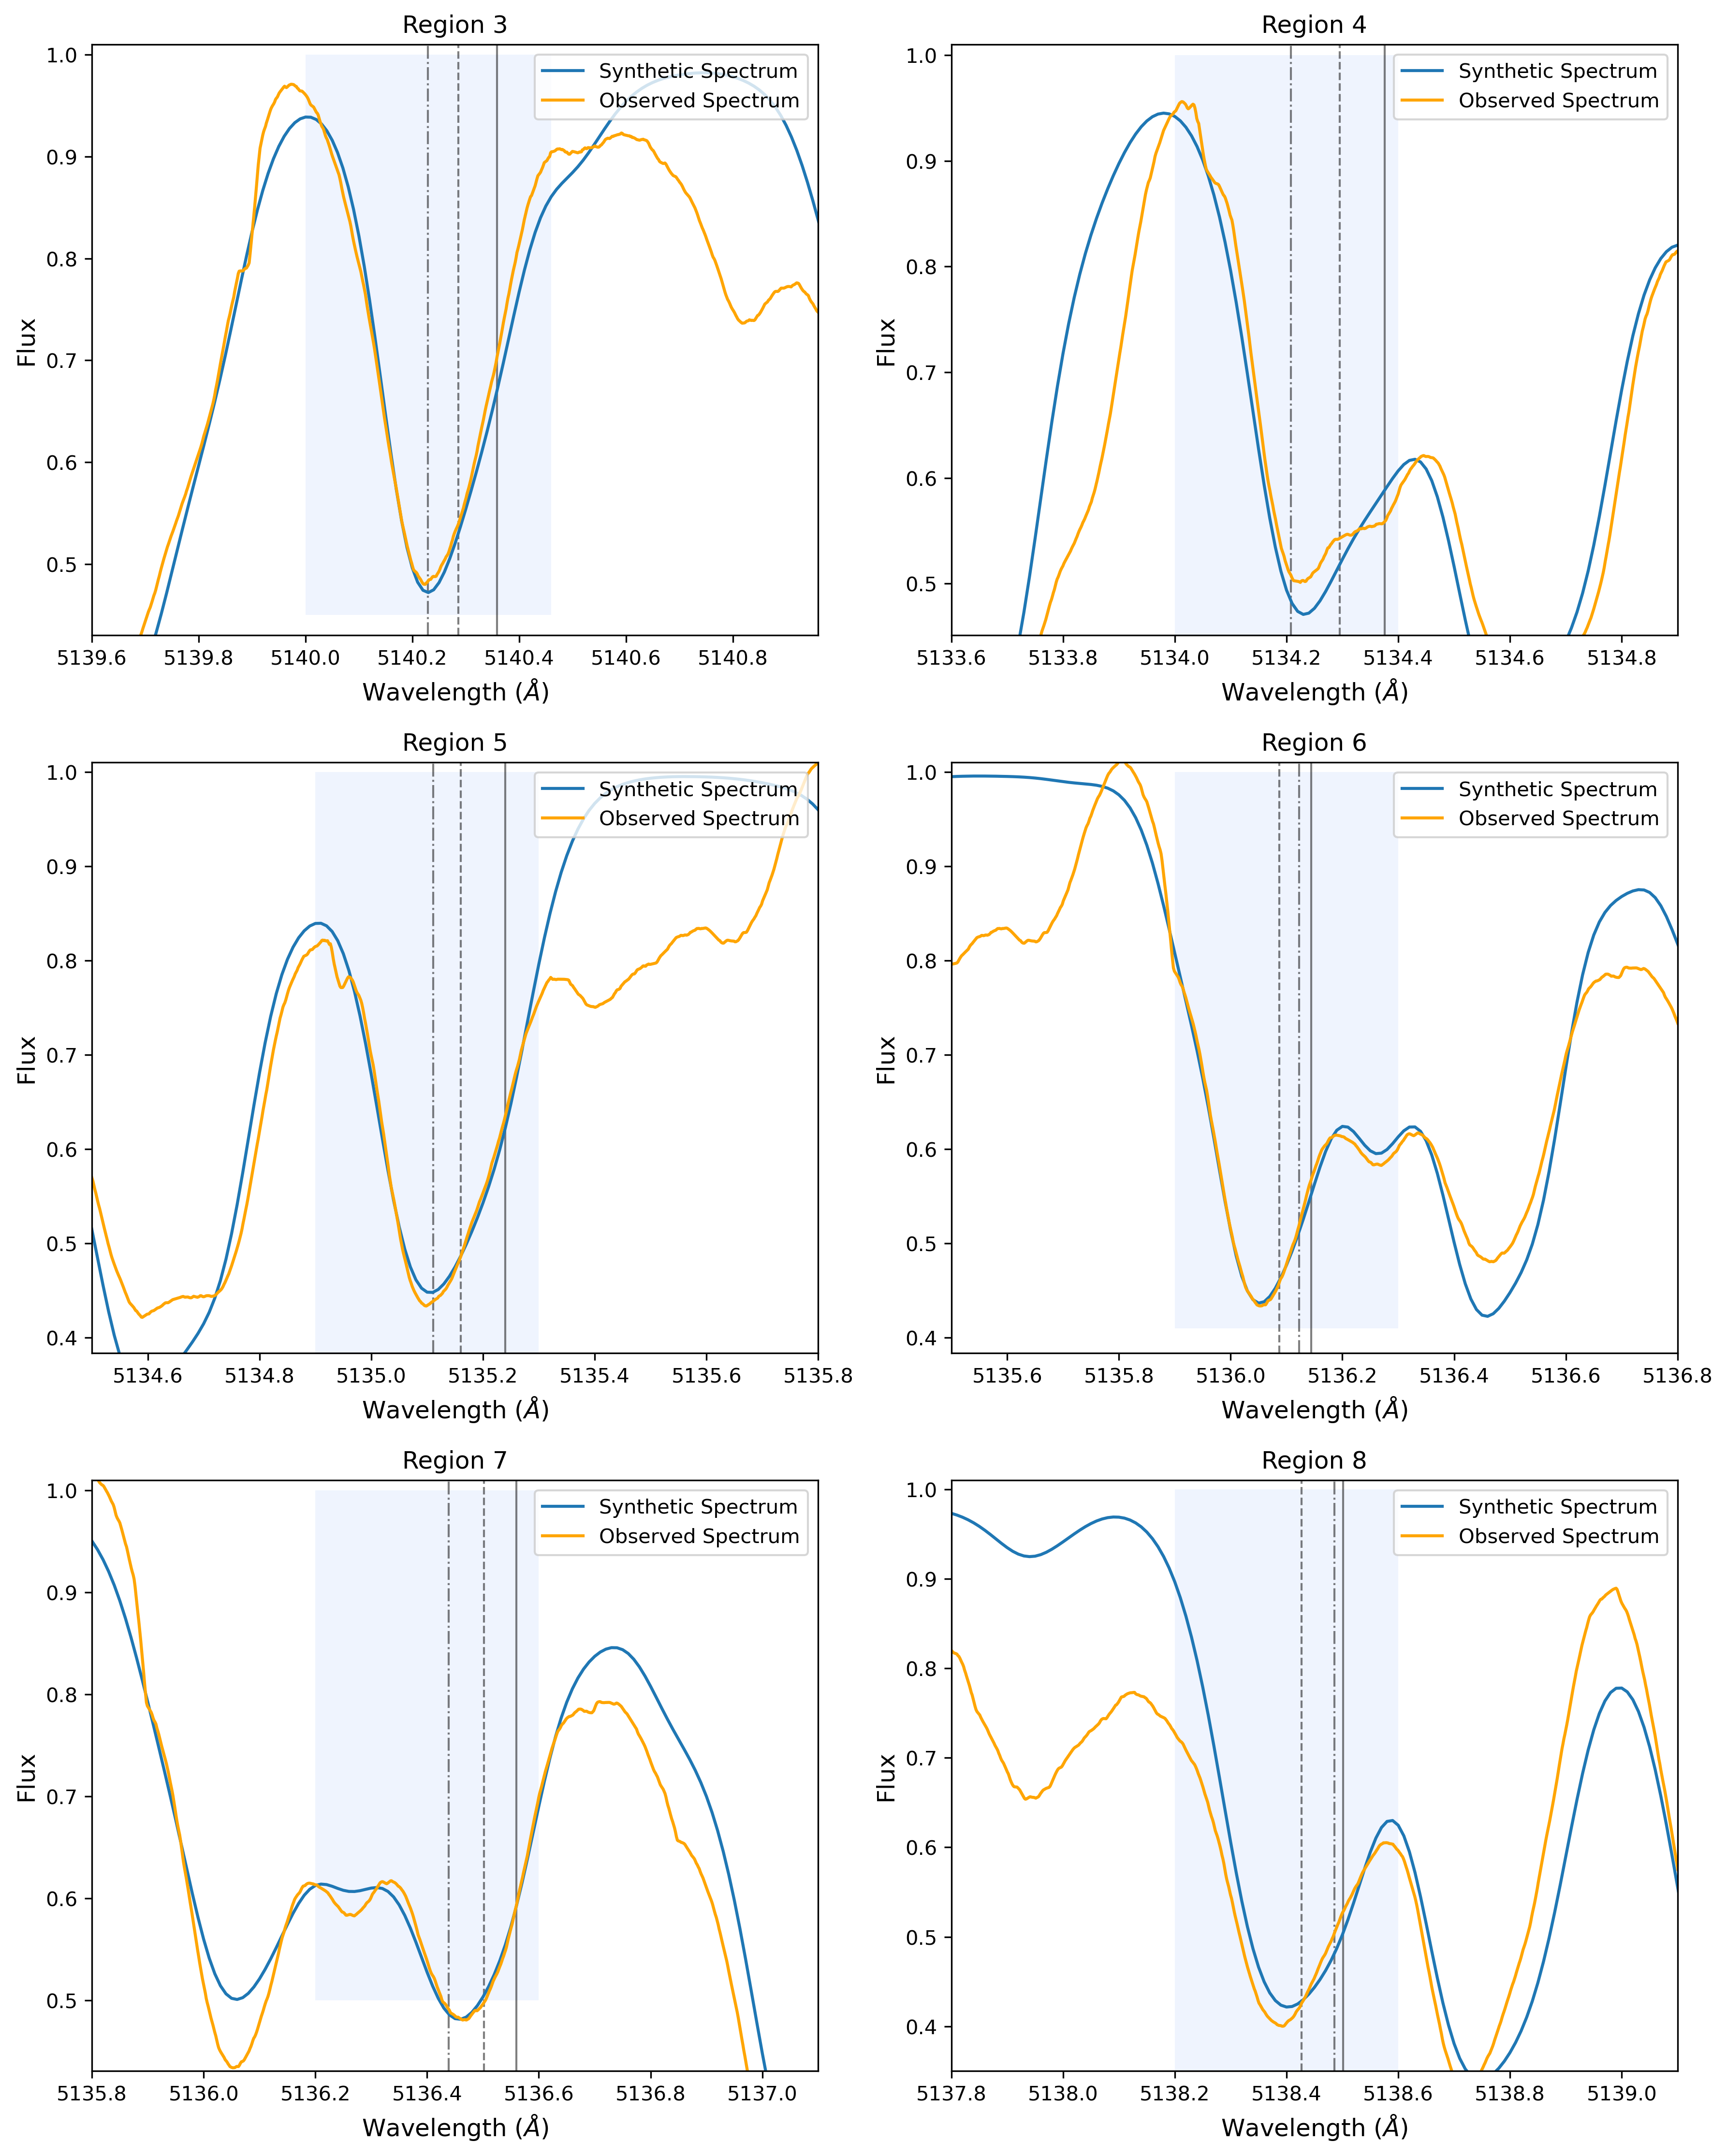 Region 3
Synthetic Spectrum
Observed Spectrum
1.0
0.9
0.8
0.7
0.6
0.5
Flux
5139.6 5139.8 5140.0 5140.2 5140.4 5140.6 5140.8
Wavelength (Å)
Region 4
Synthetic Spectrum
Observed Spectrum
1.0
0.9
0.8
0.7
0.6
0.5
Flux
5133.6 5133.8 5134.0 5134.2 5134.4 5134.6 5134.8
Wavelength (Å)
Region 5
Synthetic Spectrum
Observed Spectrum
1.0
0.9
0.8
0.7
0.6
0.5
0.4
Flux
5134.6 5134.8 5135.0 5135.2 5135.4 5135.6 5135.8
Wavelength (Å)
Region 6
Synthetic Spectrum
Observed Spectrum
1.0
0.9
0.8
0.7
0.6
0.5
0.4
Flux
5135.6 5135.8 5136.0 5136.2 5136.4 5136.6 5136.8
Wavelength (Å)
Region 7
Synthetic Spectrum
Observed Spectrum
1.0
0.9
0.8
0.7
0.6
0.5
Flux
5135.8 5136.0 5136.2 5136.4 5136.6 5136.8 5137.0
Wavelength (Å)
Region 8
Synthetic Spectrum
Observed Spectrum
1.0
0.9
0.8
0.7
0.6
0.5
0.4
Flux
5137.8 5138.0 5138.2 5138.4 5138.6 5138.8 5139.0
Wavelength (Å)